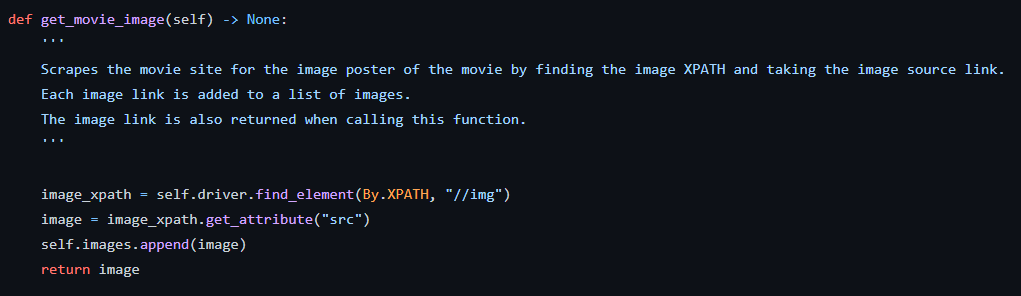 def get_movie_image(self) -> None:
    '''
    Scrapes the movie site for the image poster of the movie by finding the image XPATH and taking the image source link.
    Each image link is added to a list of images.
    The image link is also returned when calling this function.
    '''
    image_xpath = self.driver.find_element(By.XPATH, "//img")
    image = image_xpath.get_attribute("src")
    self.images.append(image)
    return image